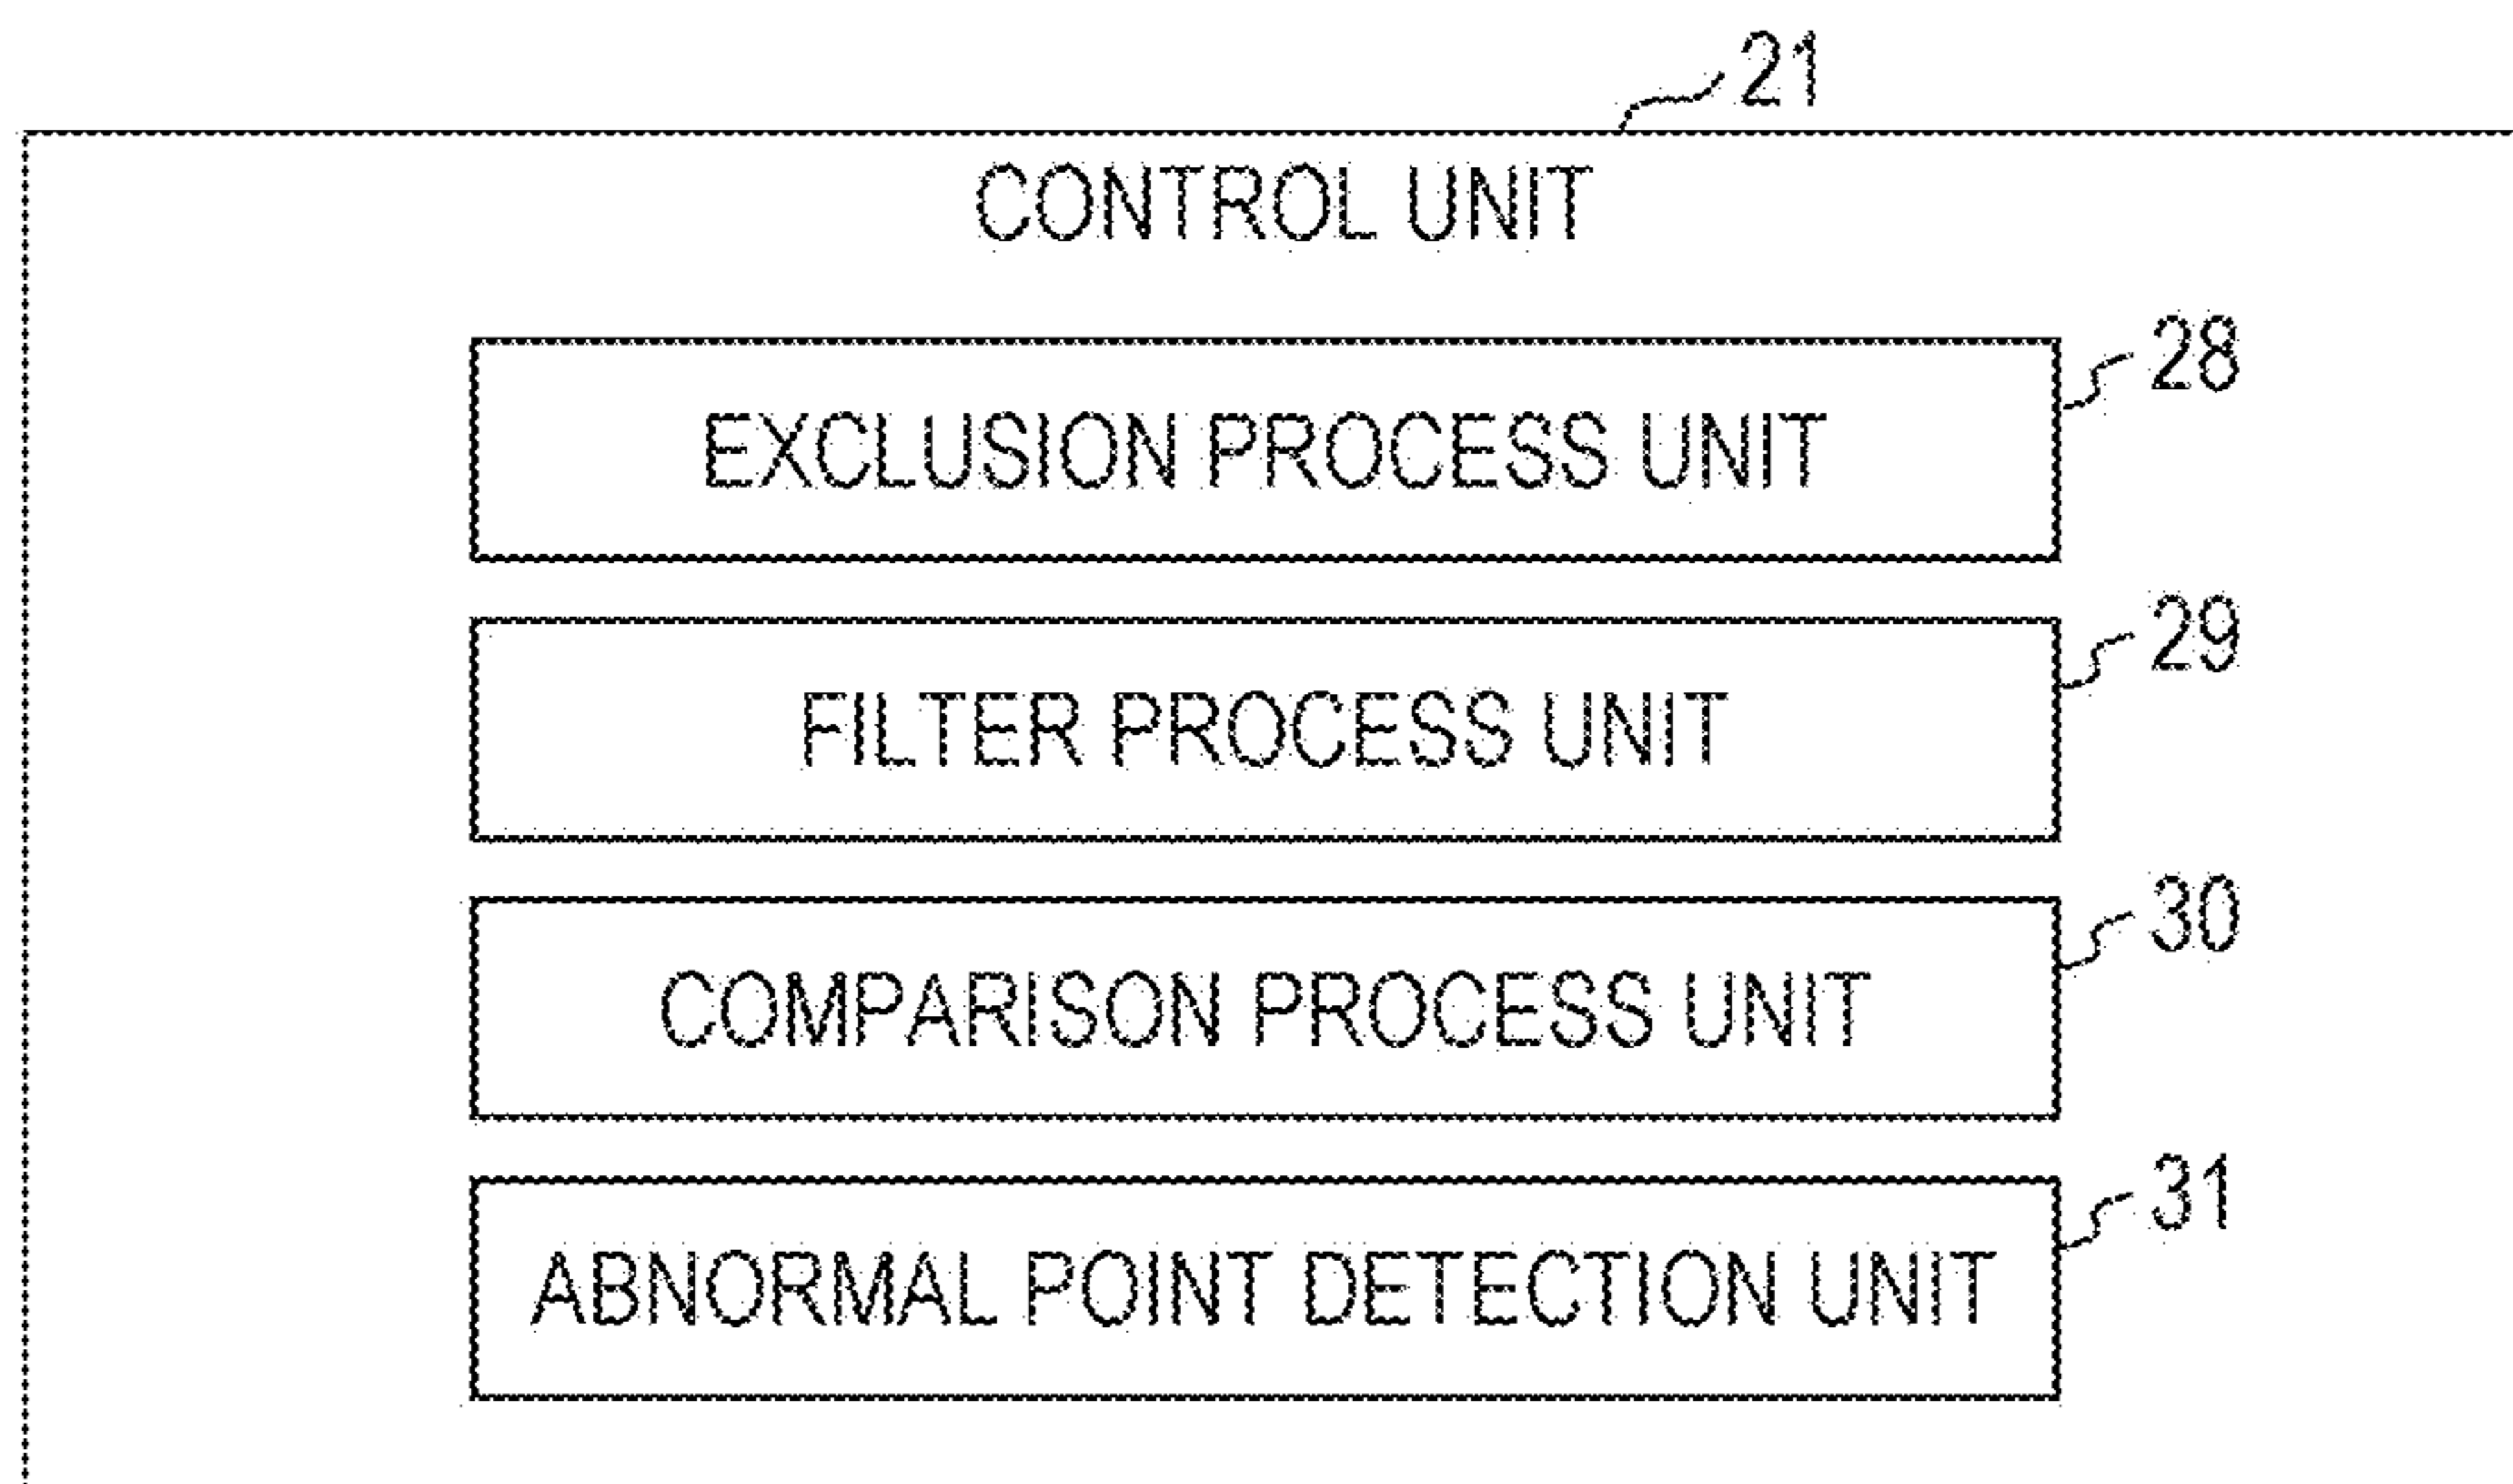 21
CONTROL UNIT
28
EXCLUSION PROCESS UNIT
29
FILTER PROCESS UNIT
30
COMPARISON PROCESS UNIT
31
ABNORMAL POINT DETECTION UNIT